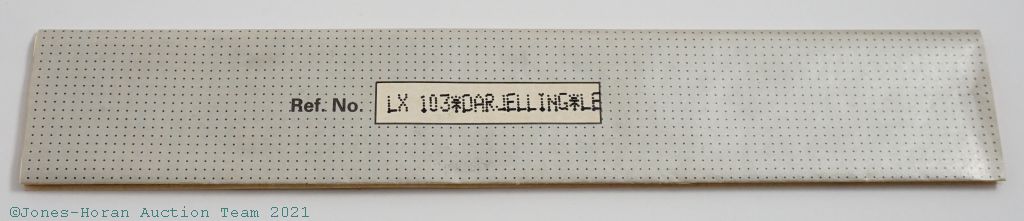 Ref. No. LX 103*DARJELLING*LE
©Jones-Horan Auction Team 2021